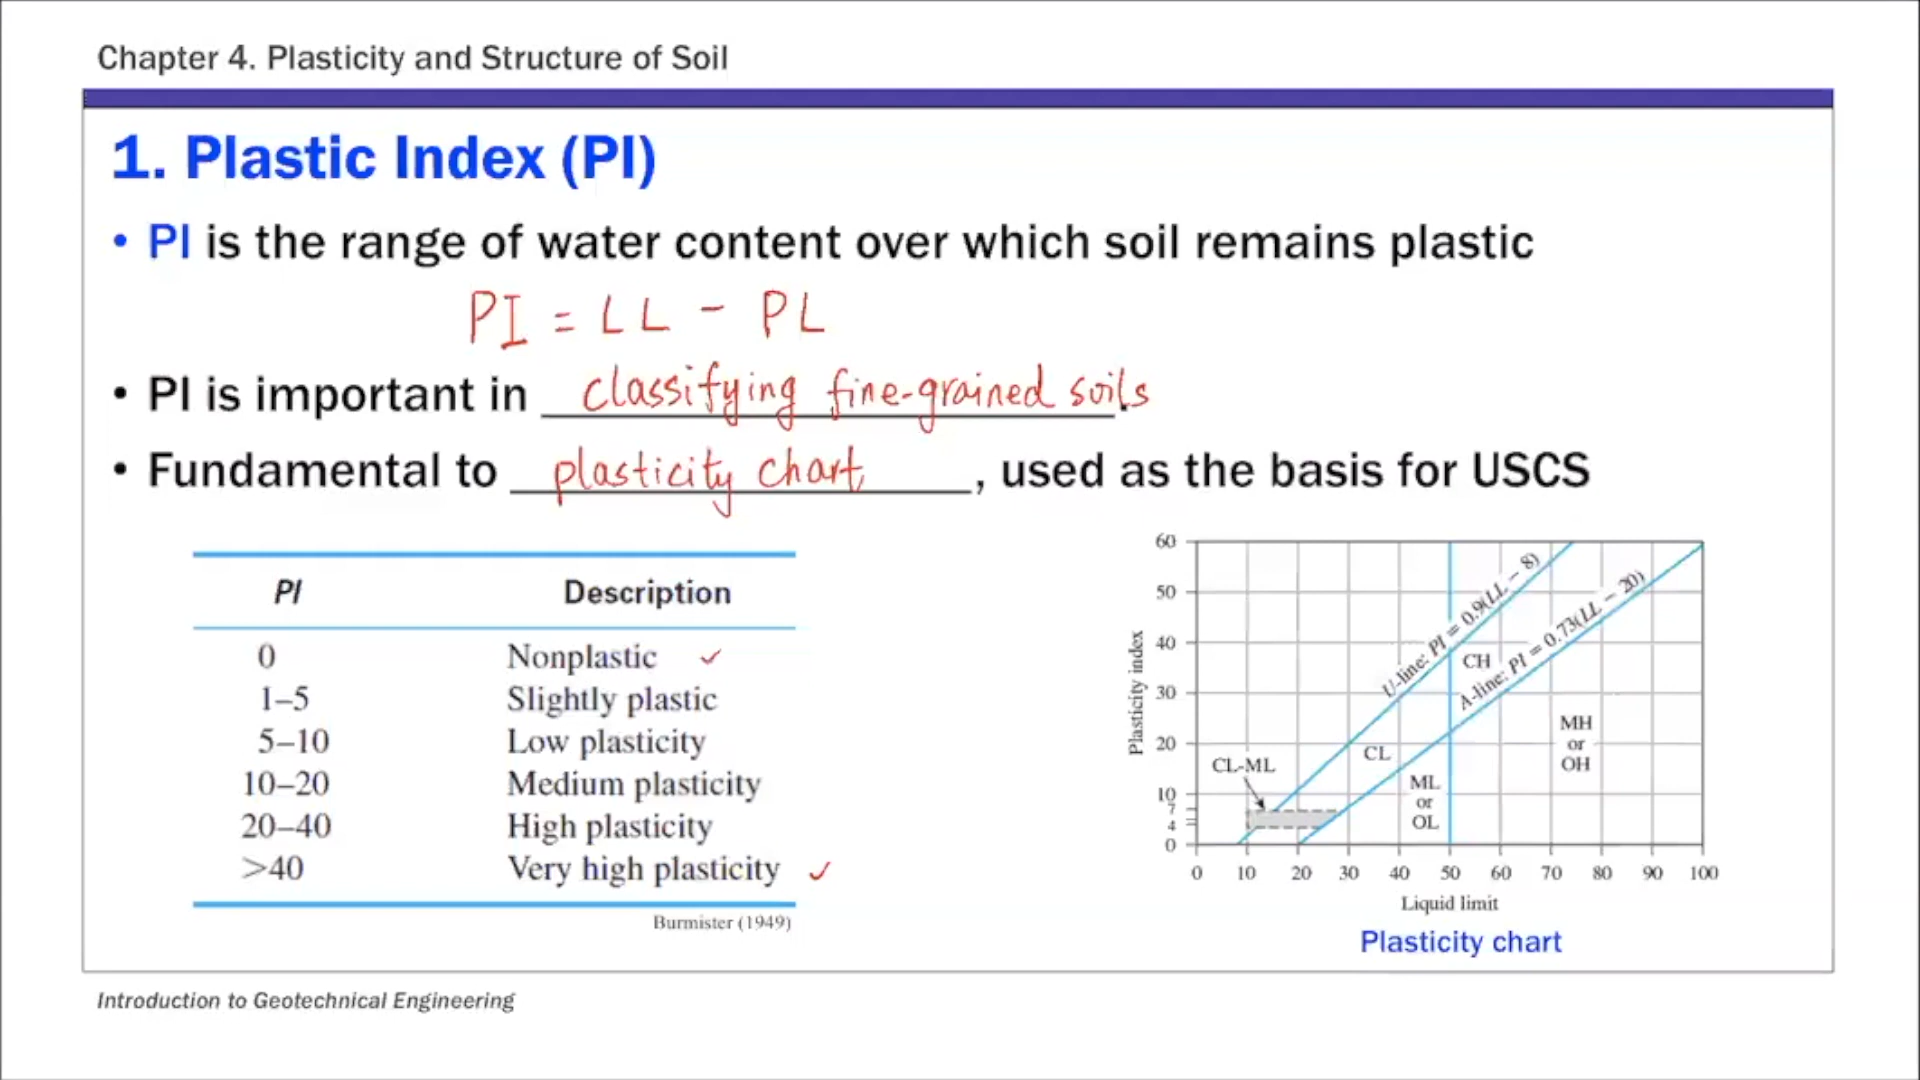 Chapter 4. Plasticity and Structure of Soil
1. Plastic Index (PI)
• PI is the range of water content over which soil remains plastic
PI = LL - PL
• PI is important in classifying fine-grained soils.
• Fundamental to plasticity chart, , used as the basis for USCS
PI Description
0 Nonplastic ✓
1–5 Slightly plastic
5–10 Low plasticity
10–20 Medium plasticity
20–40 High plasticity
>40 Very high plasticity ✓
Burmister (1949)
60
50
40
30
20
10
7
4
0
Plasticity index
U-line: PI = 0.9(LL − 8)
A-line: PI = 0.73(LL − 20)
CH
CL
CL-ML
ML
or
OL
MH
or
OH
0 10 20 30 40 50 60 70 80 90 100
Liquid limit
Plasticity chart
Introduction to Geotechnical Engineering